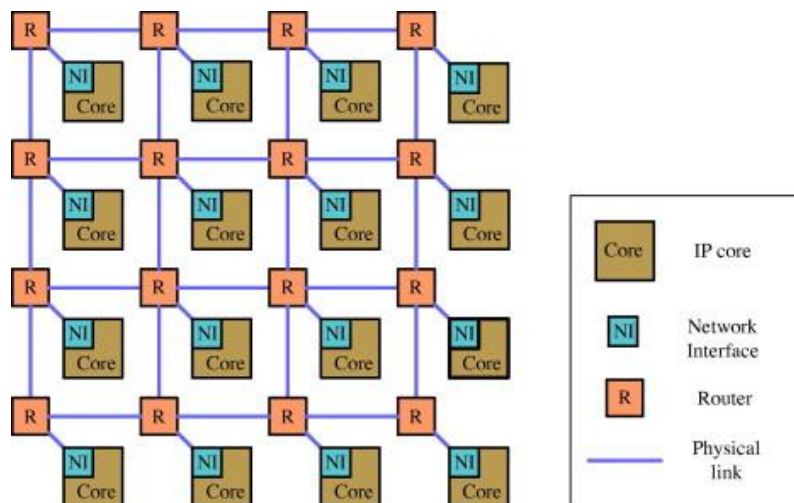 R R R R
NI NI NI NI
Core Core Core Core
R R R R
NI NI NI NI
Core Core Core Core
R R R R
NI NI NI NI
Core Core Core Core
R R R R
NI NI NI NI
Core Core Core Core
Core IP core
NI Network
Interface
R Router
Physical
link